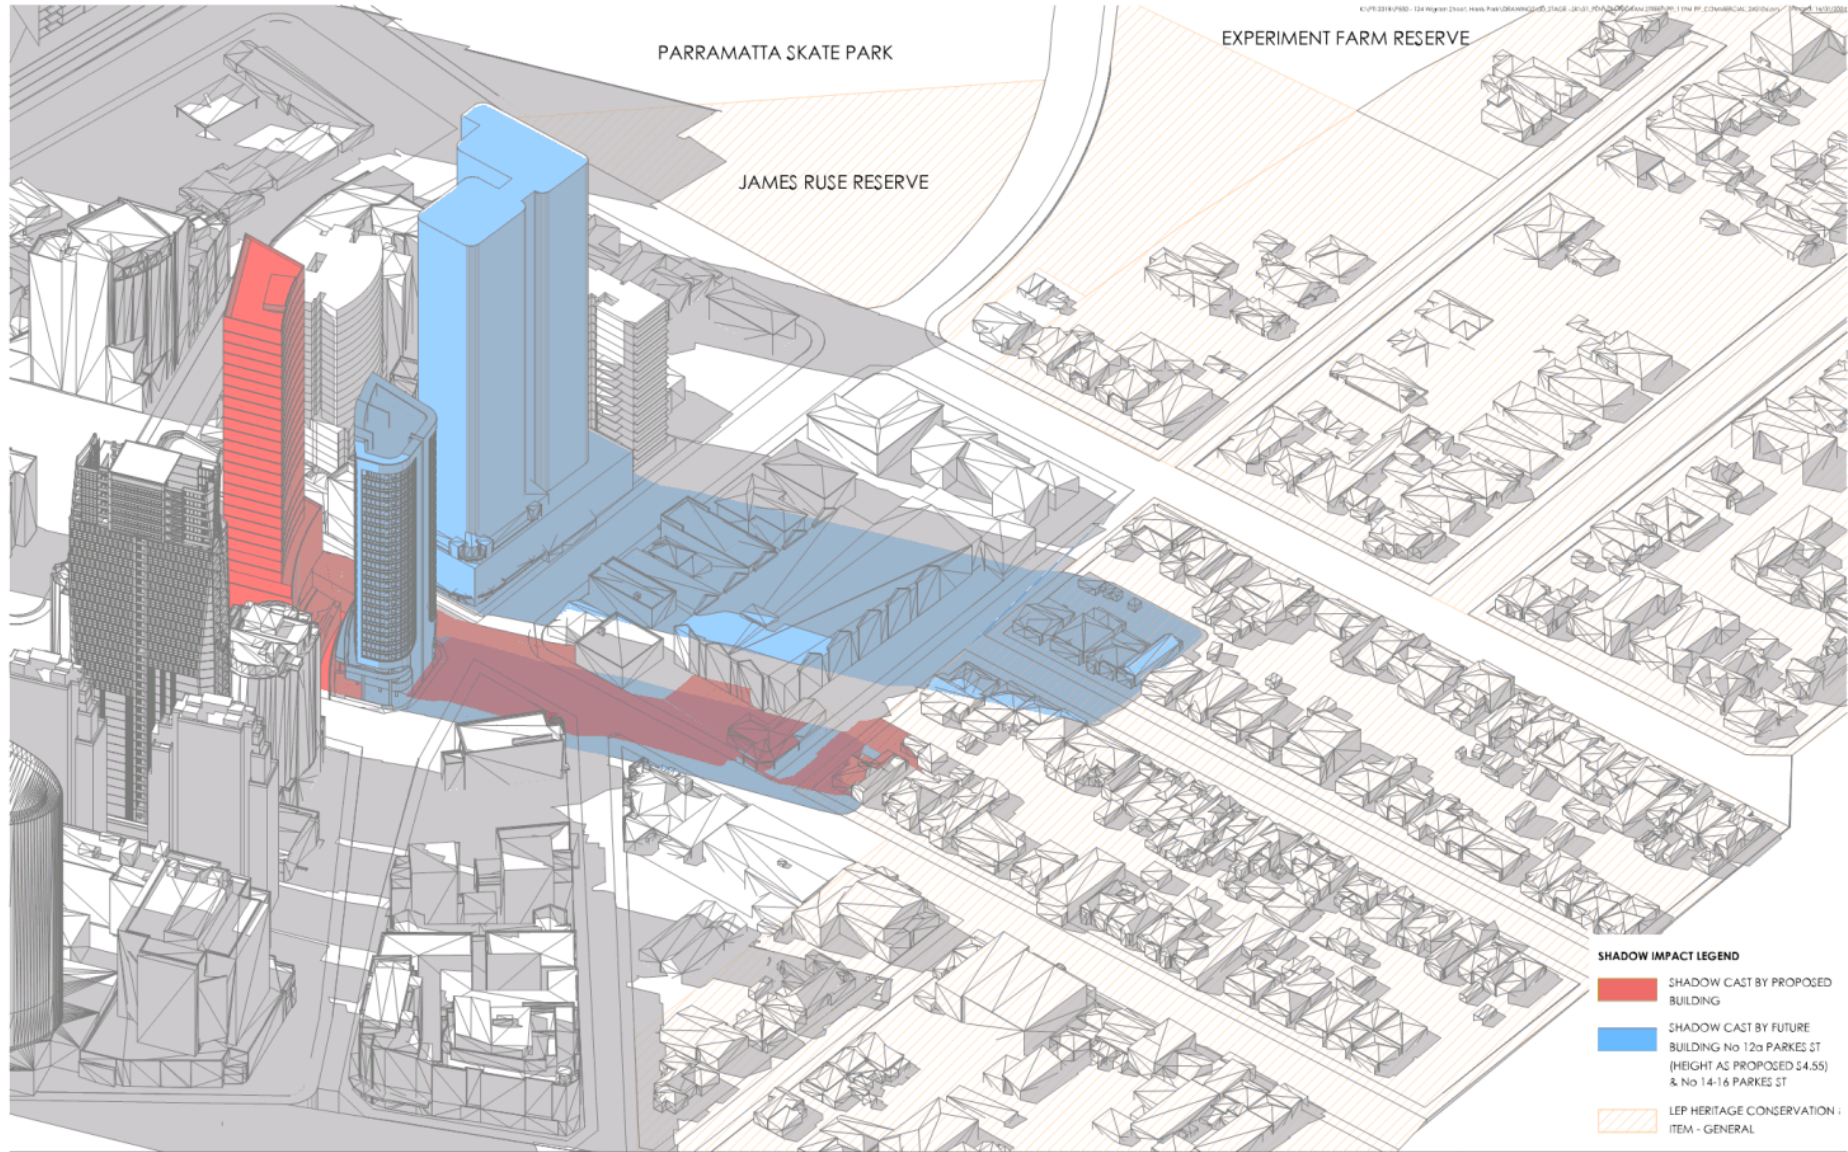 PARRAMATTA SKATE PARK
EXPERIMENT FARM RESERVE
JAMES RUSE RESERVE
SHADOW IMPACT LEGEND
SHADOW CAST BY PROPOSED
BUILDING
SHADOW CAST BY FUTURE
BUILDING No 12a PARKES ST
(HEIGHT AS PROPOSED S4.55)
& No 14-16 PARKES ST
LEP HERITAGE CONSERVATION
ITEM - GENERAL